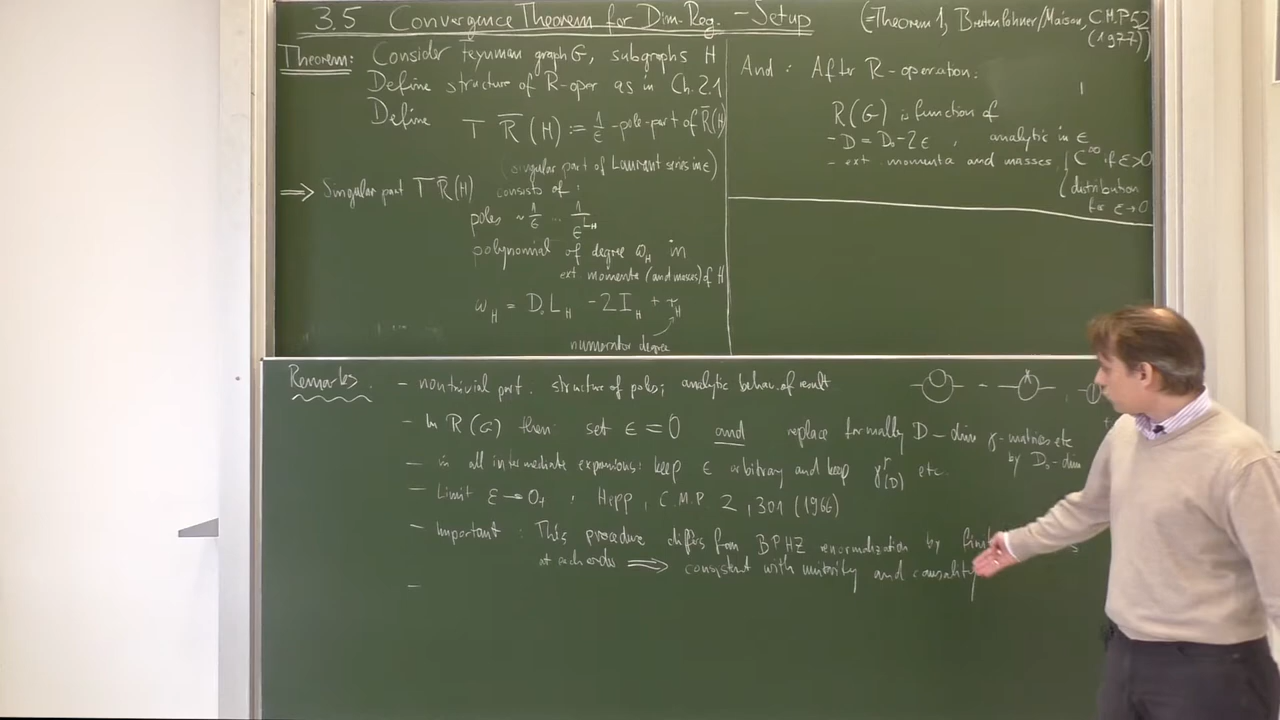 3.5 Convergence Theorem for Dim. Reg. - Setup
(=Theorem 1, Breitenlohner/Maison, C.M.P. 52
(1977))
Theorem: Consider Feynman graph G, subgraphs H
Define structure of R-oper as in Ch. 2.1
Define T R̅(H) := 1/ε -pole-part of R̅(H)
(singular part of Laurent series in ε)
⟹ Singular part T R̅(H) consists of:
poles ~ 1/ε ... 1/ε^{L_H}
polynomial of degree ω_H in
ext. momenta (and masses) of H
ω_H = D₀ L_H - 2 I_H + r_H
numerator degree
And: After R-operation:
R(G) is function of
- D = D₀ - 2ε, analytic in ε
- ext. momenta and masses { C^∞ if ε>0
distribution
for ε→0
Remarks:
- nontrivial part: structure of poles; analytic behav. of result
- In R(G) then: set ε = 0 and replace formally D-dim γ-matrices etc
by D₀-dim
- in all intermediate expansions: keep ε arbitrary and keep γ^μ_(D) etc.
- Limit ε→0₊, Hepp, C.M.P. 2, 301 (1966)
- Important: This procedure differs from BPHZ renormalization by
at each order ⟹ consistent with unitarity and causality
-